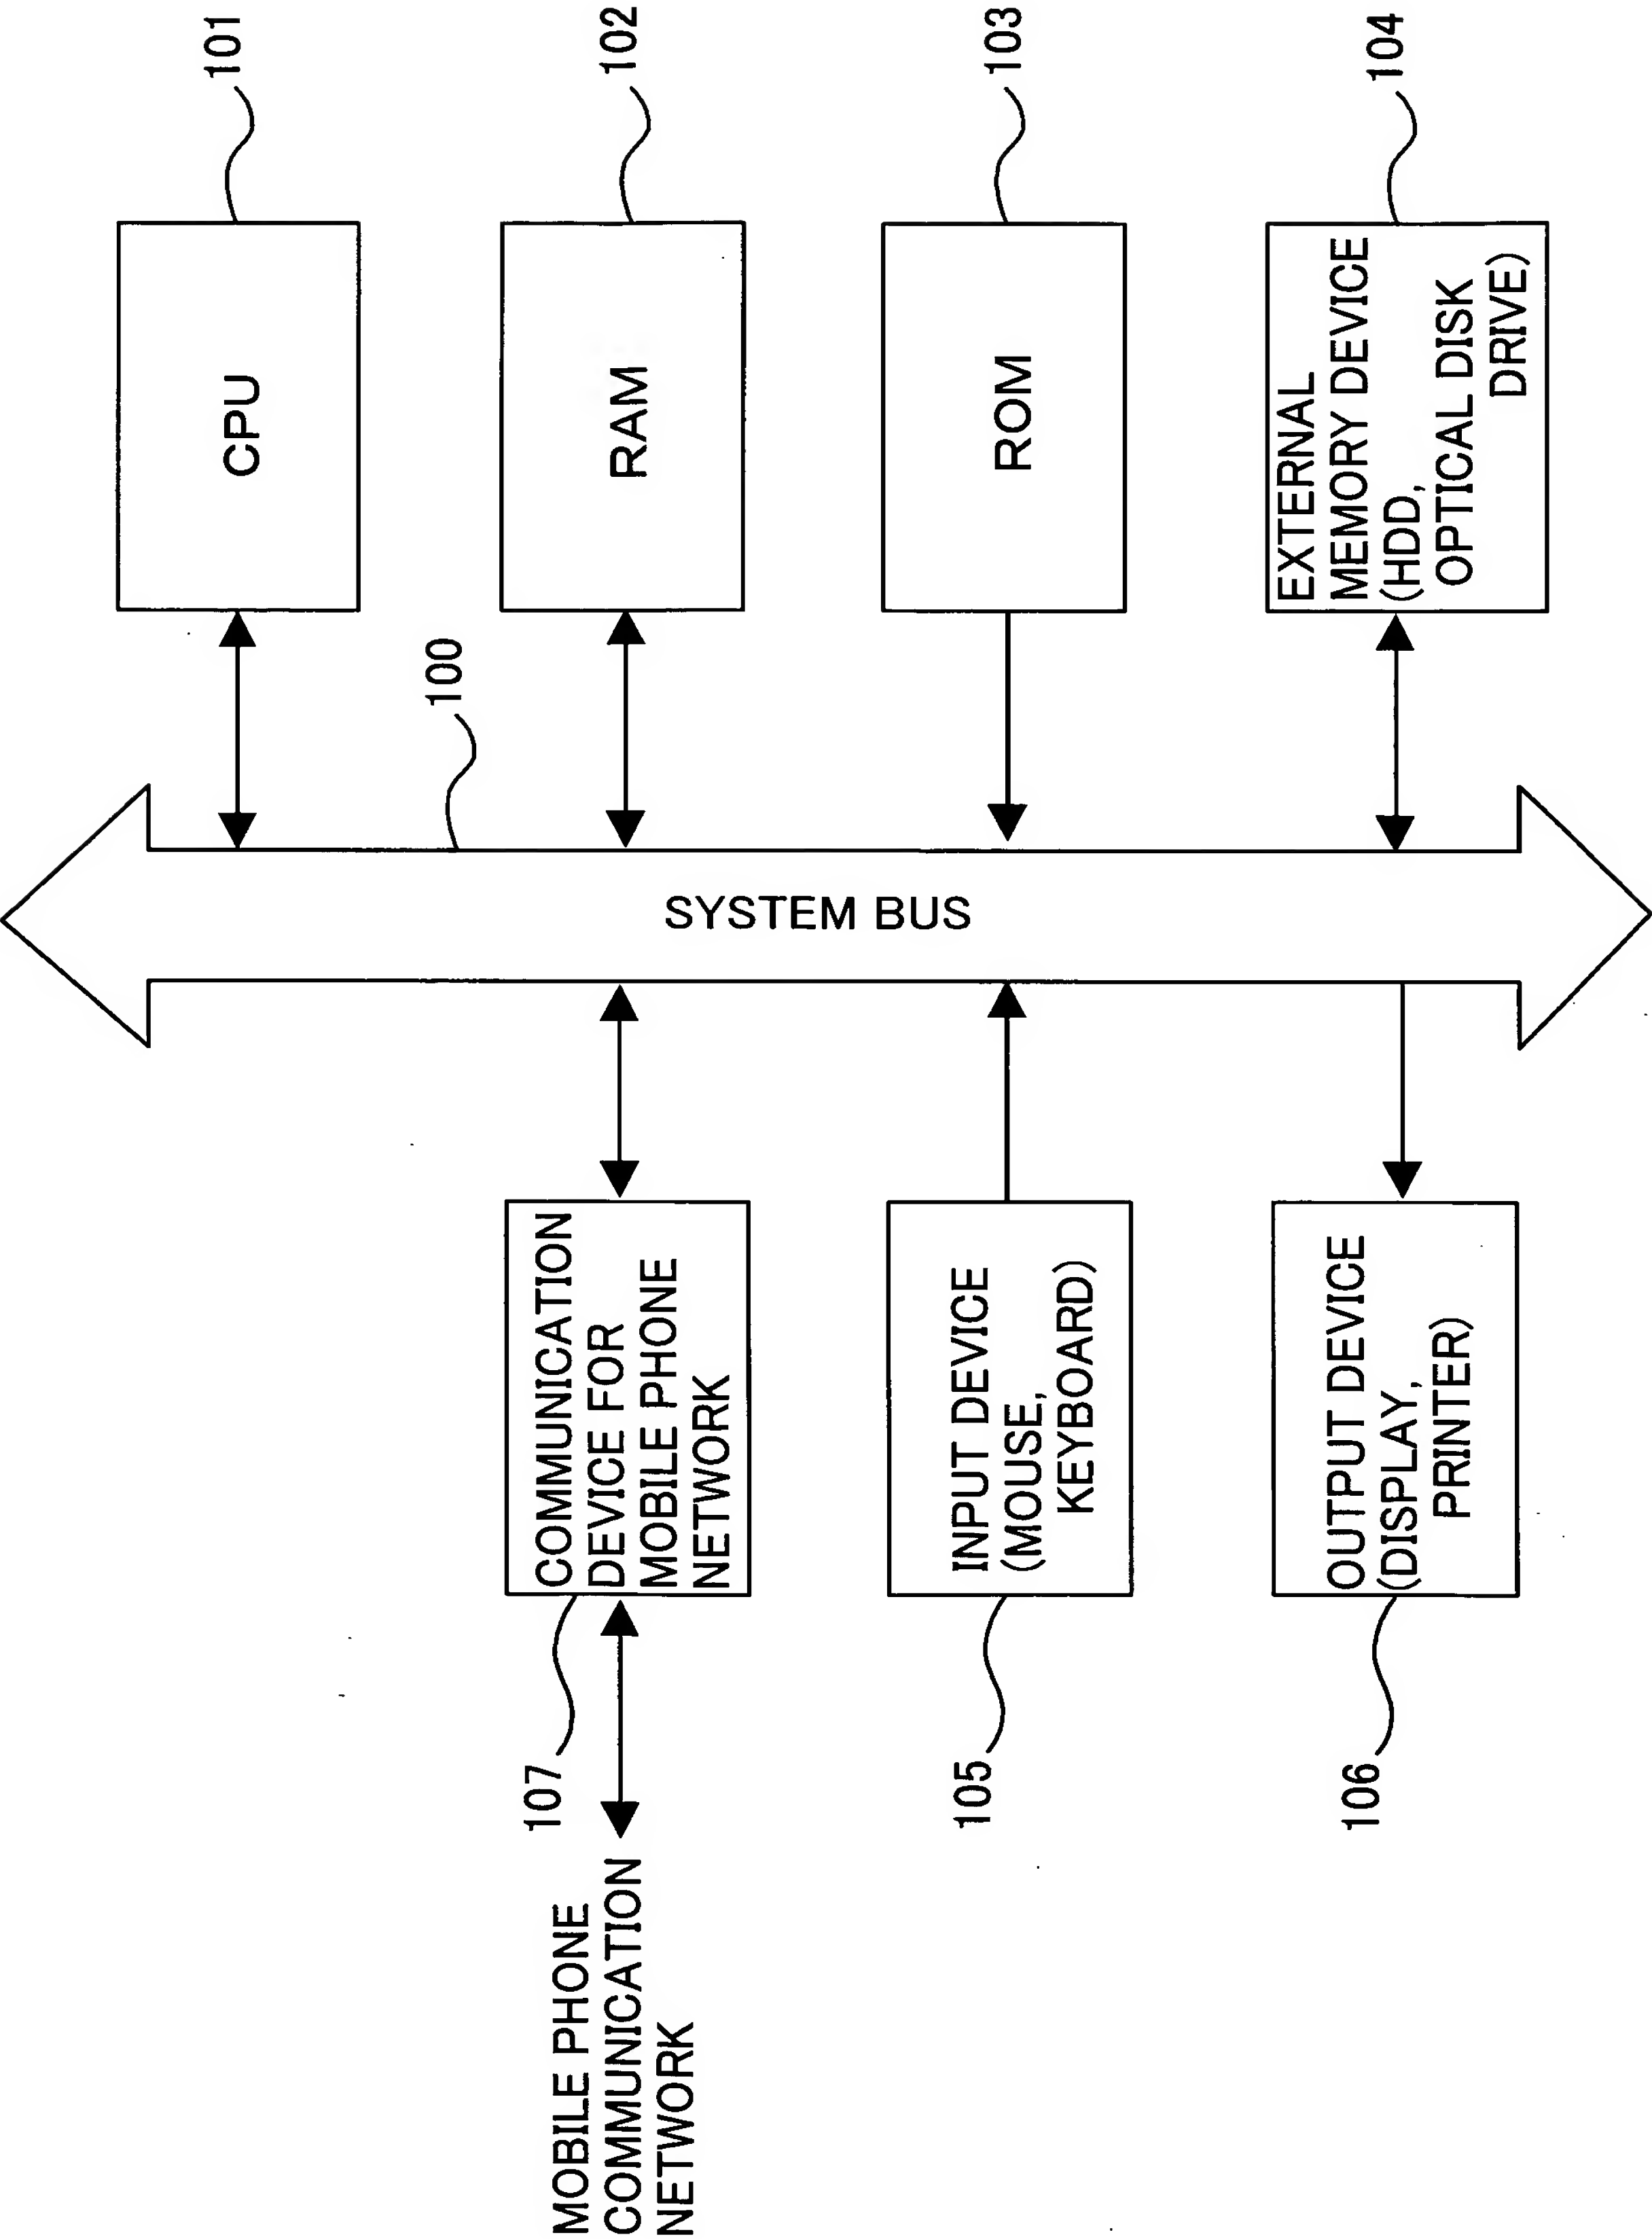 101
CPU
102
RAM
103
ROM
104
EXTERNAL
MEMORY DEVICE
(HDD,
OPTICAL DISK
DRIVE)
100
SYSTEM BUS
COMMUNICATION
DEVICE FOR
MOBILE PHONE
NETWORK
107
MOBILE PHONE
COMMUNICATION
NETWORK
INPUT DEVICE
(MOUSE,
KEYBOARD)
105
OUTPUT DEVICE
(DISPLAY,
PRINTER)
106